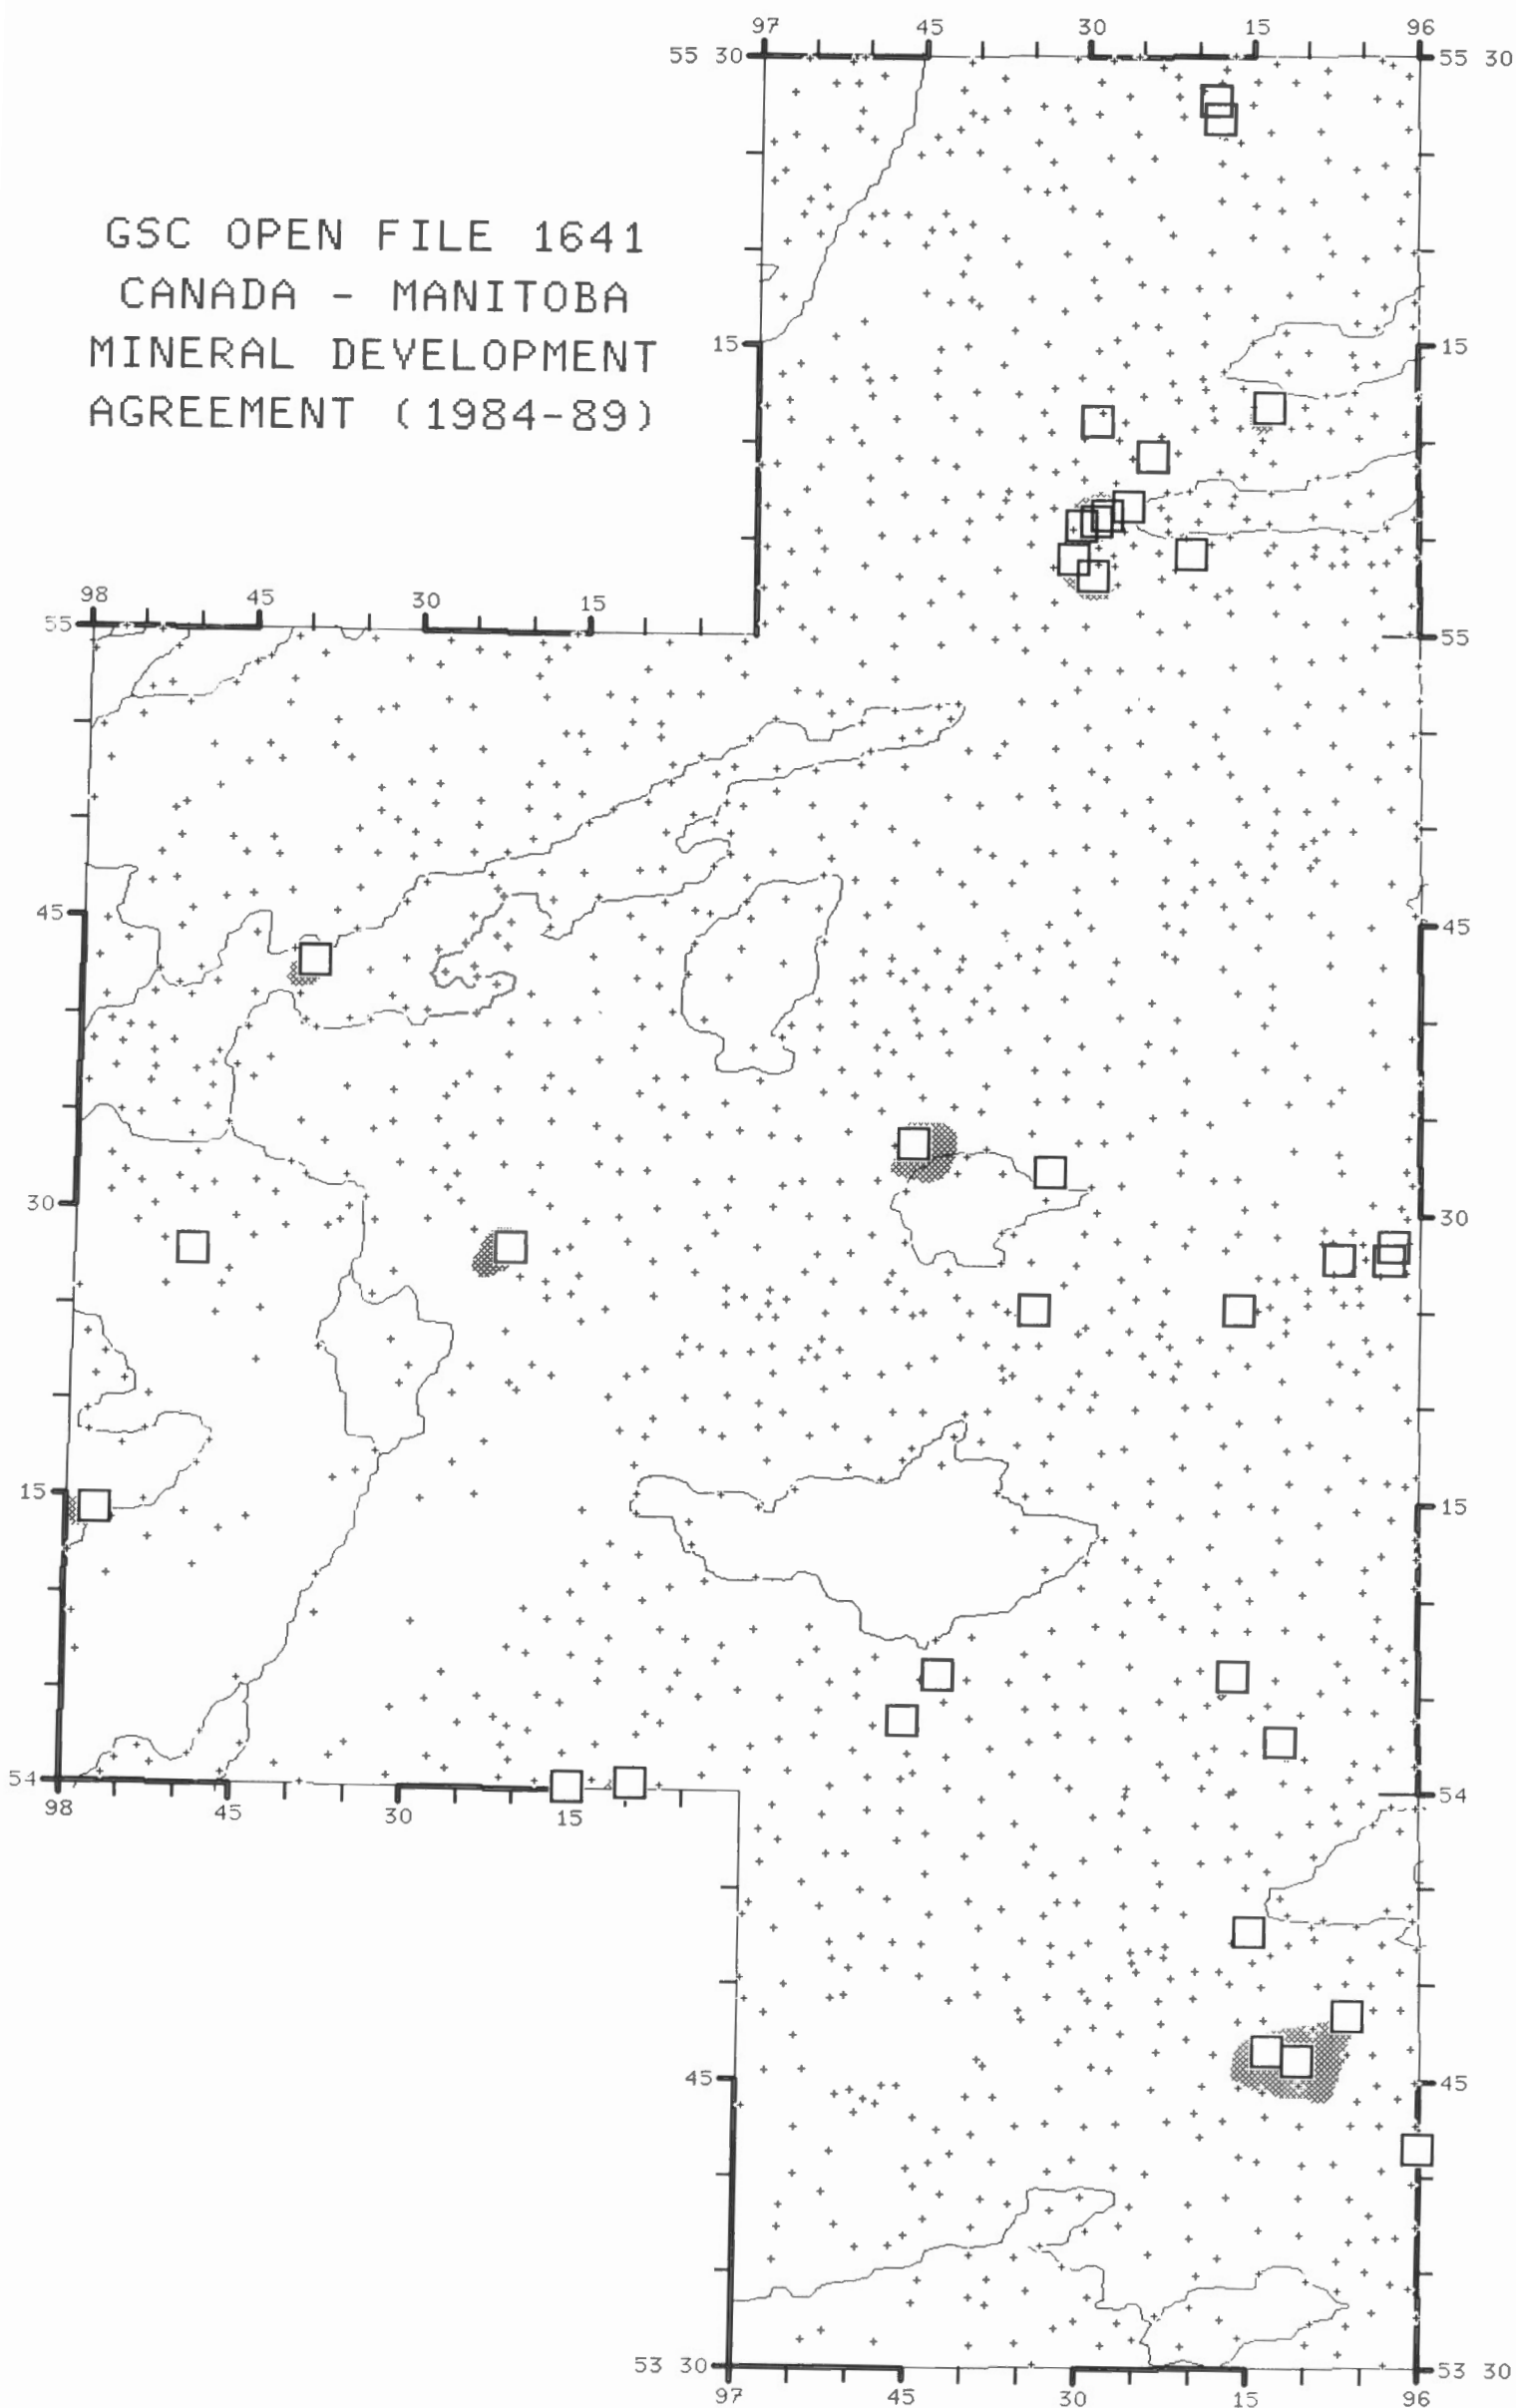 97 45 30 15 96
55 30 55 30
GSC OPEN FILE 1641
CANADA - MANITOBA
MINERAL DEVELOPMENT
AGREEMENT (1984-89)
15 15
98 45 30 15
55 55
45 45
30 30
15 15
54 54
98 45 30 15
45 45
53 30 53 30
97 45 30 15 96